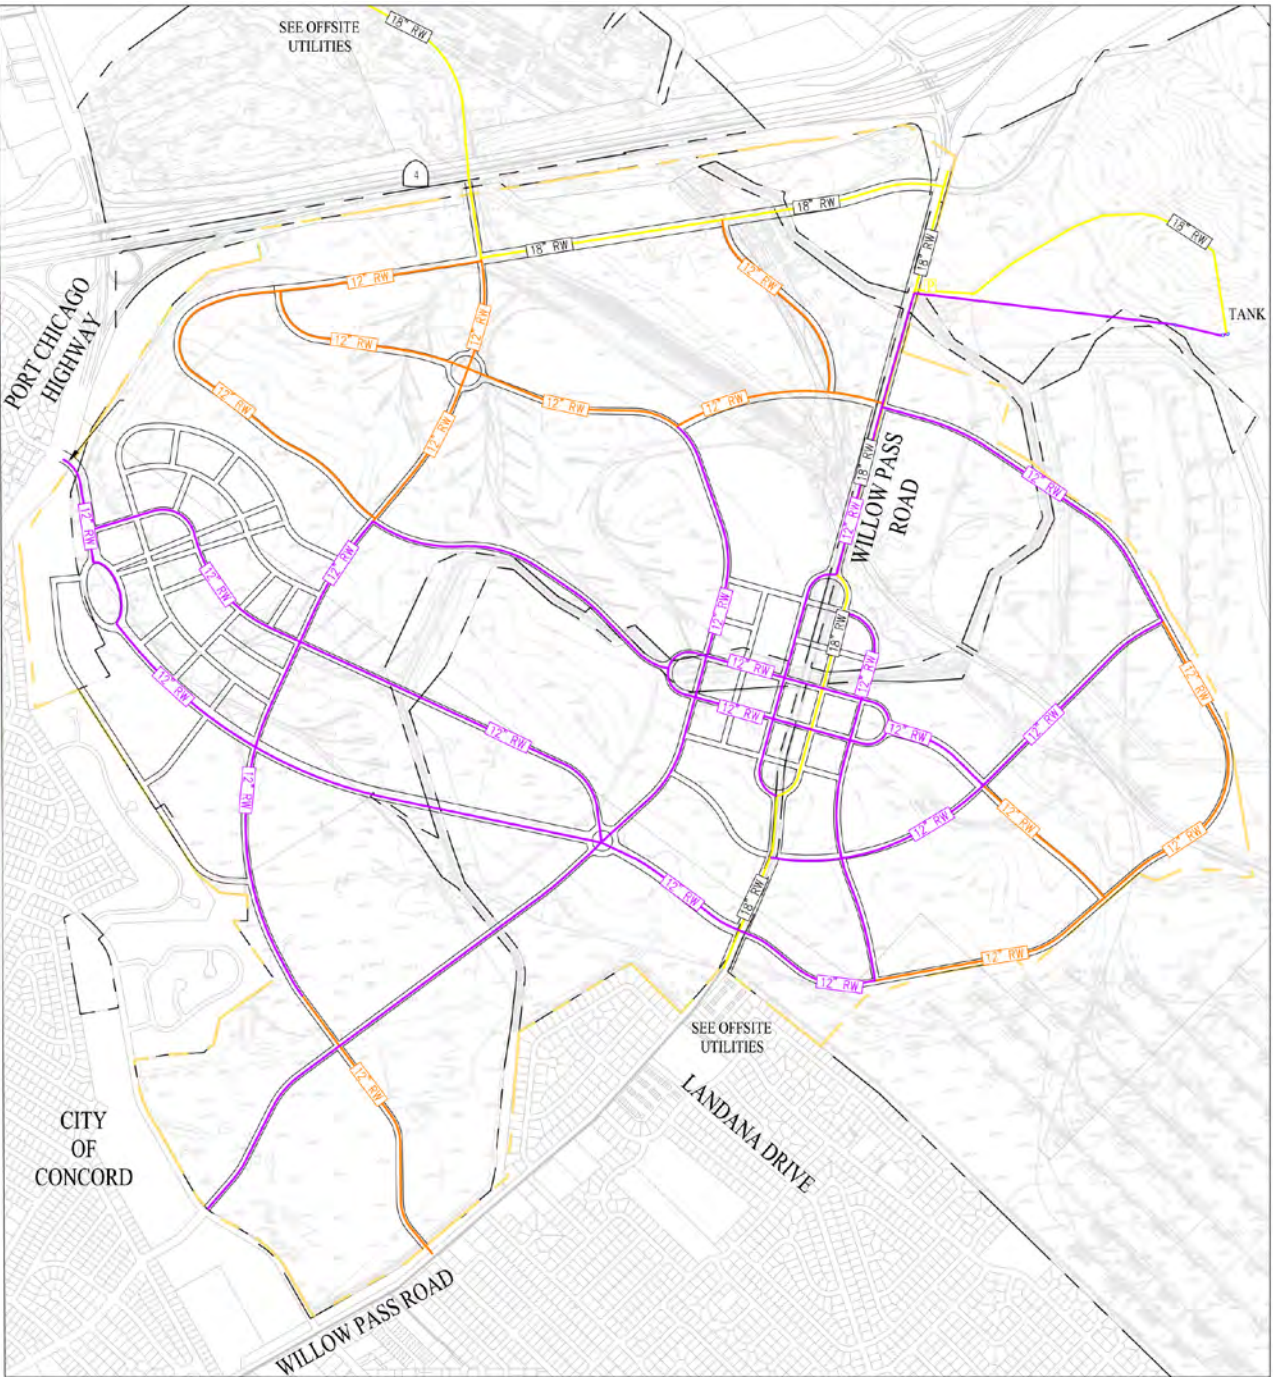 18" RW
SEE OFFSITE
UTILITIES
4
18" RW
18" RW
18" RW
18" RW
12" RW
12" RW
12" RW
PORT CHICAGO
HIGHWAY
TANK
12" RW
12" RW
12" RW
12" RW
12" RW
WILLOW PASS
ROAD
18" RW
12" RW
12" RW
12" RW
12" RW
12" RW
12" RW
12" RW
18" RW
12" RW
12" RW
12" RW
12" RW
12" RW
12" RW
12" RW
12" RW
12" RW
12" RW
12" RW
12" RW
12" RW
18" RW
12" RW
12" RW
SEE OFFSITE
UTILITIES
12" RW
LANDANA DRIVE
CITY
OF
CONCORD
WILLOW PASS ROAD